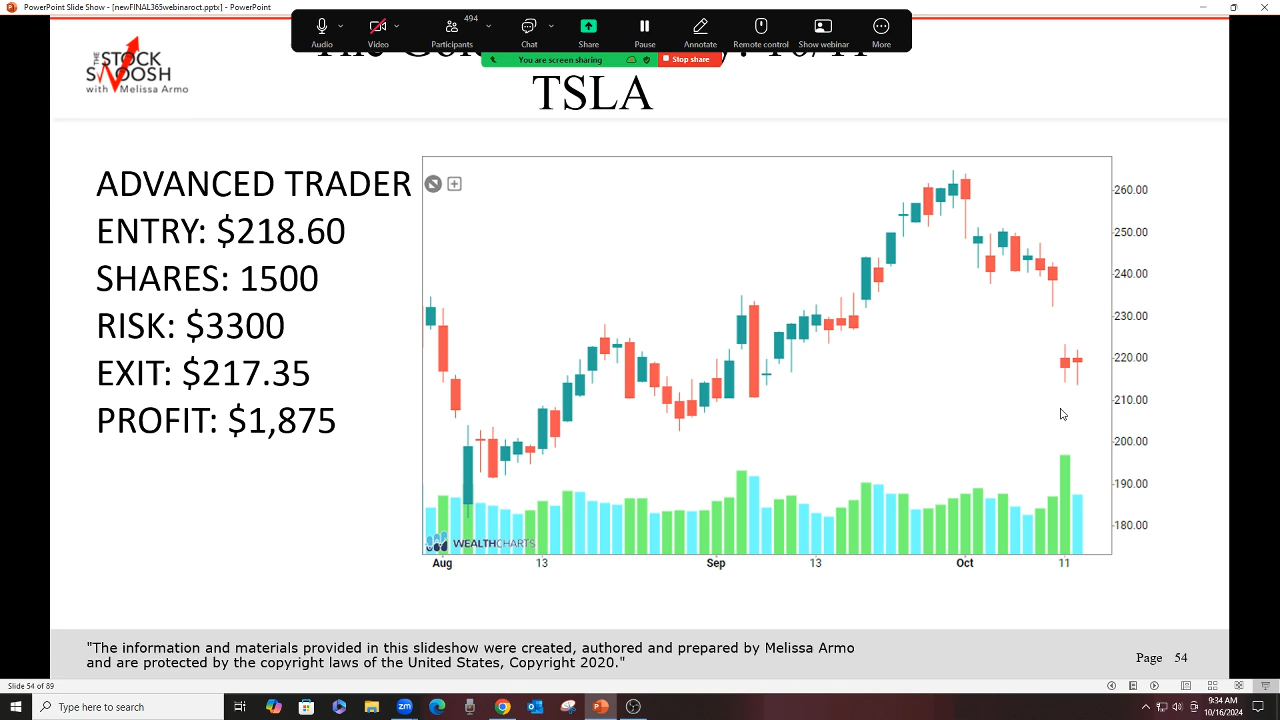 PowerPoint Slide Show - [newFINAL365webinaroct.pptx] - PowerPoint
494
Audio Video Participants Chat Share Pause Annotate Remote control Show webinar More
You are screen sharing Stop share
THE STOCK
SWOOSH
with Melissa Armo
TSLA
ADVANCED TRADER
ENTRY: $218.60
SHARES: 1500
RISK: $3300
EXIT: $217.35
PROFIT: $1,875
260.00
250.00
240.00
230.00
220.00
210.00
200.00
190.00
180.00
WEALTHCHARTS
Aug 13 Sep 13 Oct 11
"The information and materials provided in this slideshow were created, authored and prepared by Melissa Armo
and are protected by the copyright laws of the United States, Copyright 2020."
Page 54
Slide 54 of 89
Type here to search
9:34 AM
10/16/2024